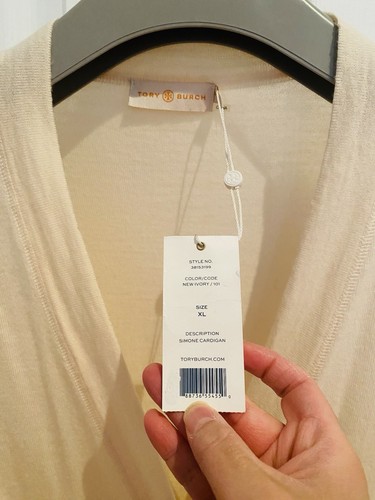 TORY BURCH
STYLE NO.
COLOR/CODE
NEW IVORY / 101
SIZE
XL
DESCRIPTION
SIMONE CARDIGAN
TORYBURCH.COM